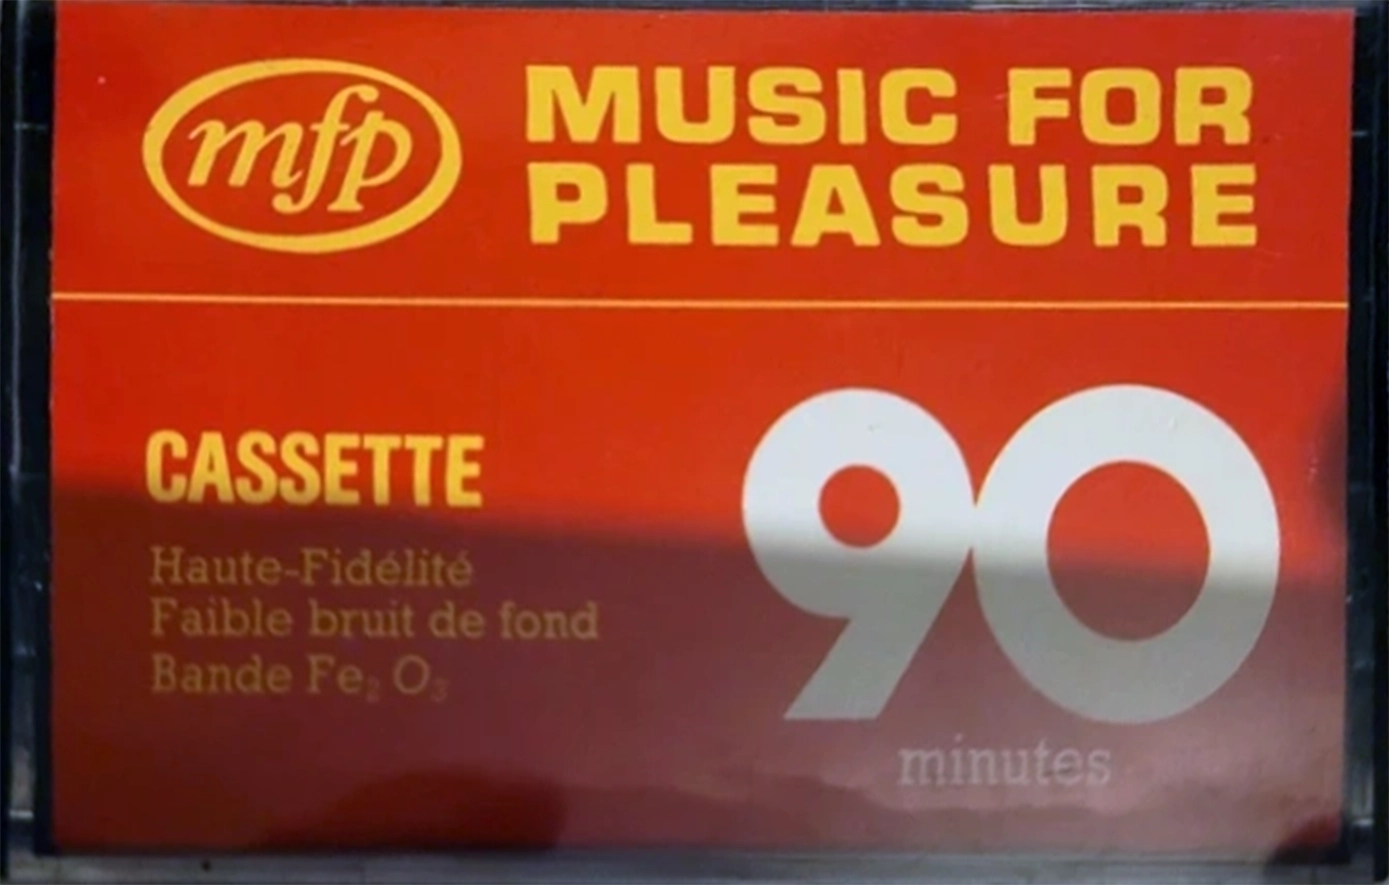 mfp
MUSIC FOR
PLEASURE
CASSETTE
Haute-Fidélité
Faible bruit de fond
Bande Fe₂ O₃
90
minutes